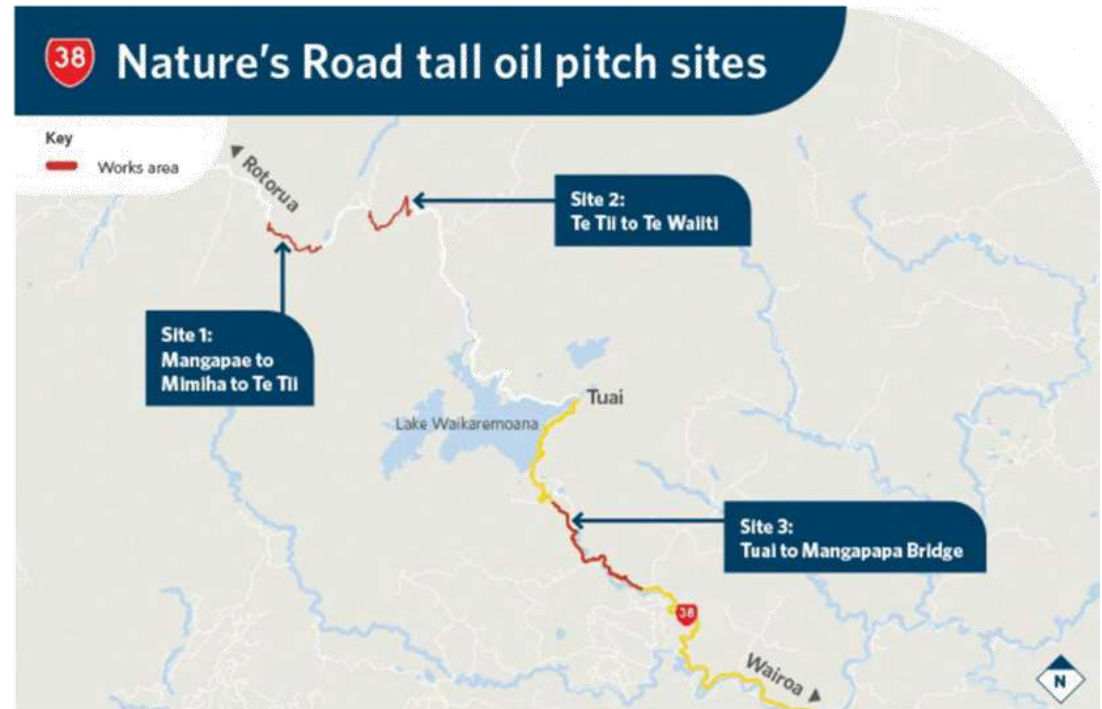 38 Nature's Road tall oil pitch sites
Key
Works area
Rotorua
Site 2:
Te Tii to Te Waiiti
Site 1:
Mangapae to
Mimiha to Te Tii
Tuai
Lake Waikaremoana
Site 3:
Tuai to Mangapapa Bridge
38
Wairoa
N